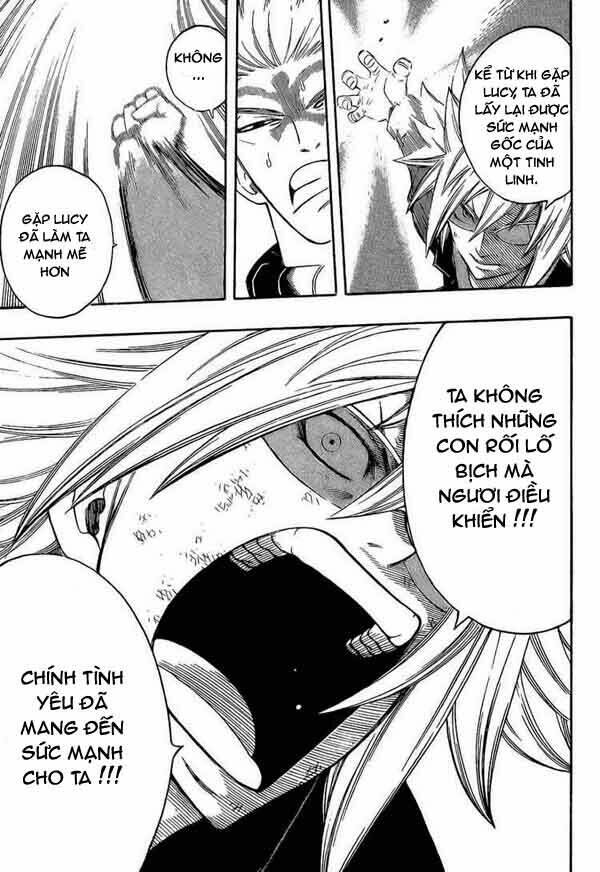 KỂ TỪ KHI GẶP
LUCY, TA ĐÃ
LẤY LẠI ĐƯỢC
SỨC MẠNH
GỐC CỦA
MỘT TINH
LINH.
KHÔNG
...
GẶP LUCY
ĐÃ LÀM TA
MẠNH MẼ
HƠN
TA KHÔNG
THÍCH NHỮNG
CON RỐI LỐ
BỊCH MÀ
NGƯƠI ĐIỀU
KHIỂN !!!
CHÍNH TÌNH
YÊU ĐÃ
MANG ĐẾN
SỨC MẠNH
CHO TA !!!